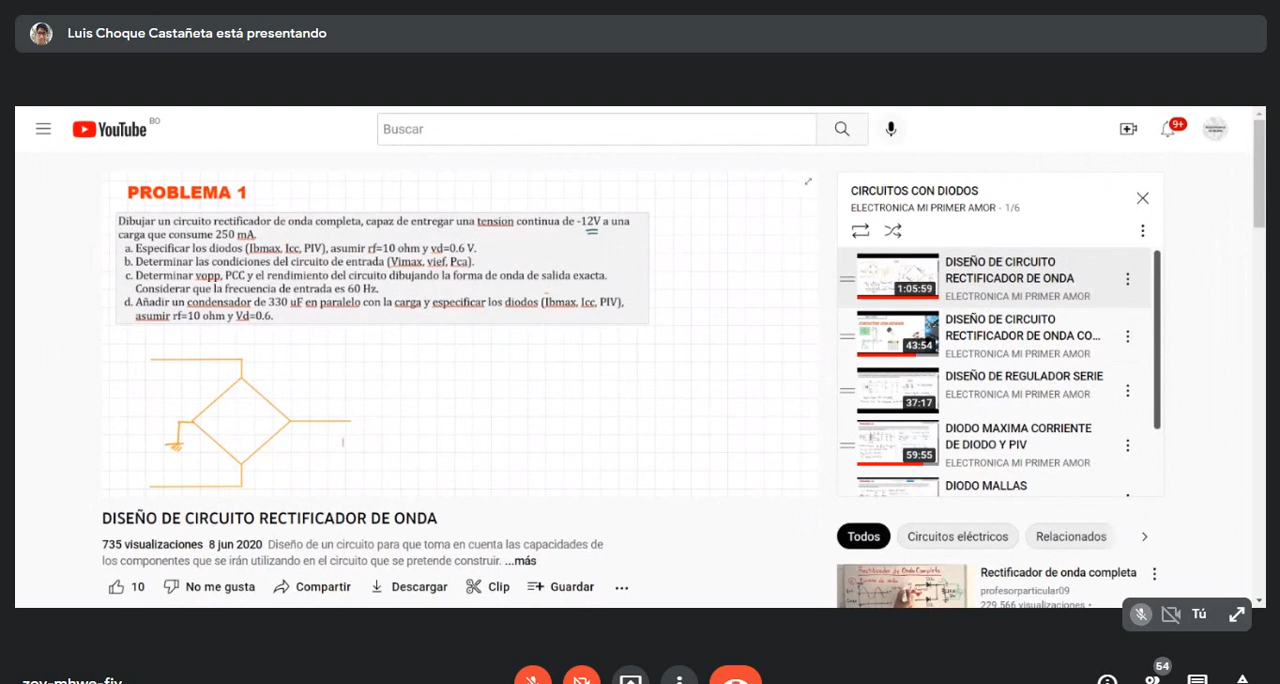 Luis Choque Castañeta está presentando
YouTube BO
Buscar
9+
PROBLEMA 1
Dibujar un circuito rectificador de onda completa, capaz de entregar una tension continua de -12V a una
carga que consume 250 mA.
a. Especificar los diodos (Ibmax, Icc, PIV), asumir rf=10 ohm y vd=0.6 V.
b. Determinar las condiciones del circuito de entrada (Vimax, vief, Pca).
c. Determinar vopp, PCC y el rendimiento del circuito dibujando la forma de onda de salida exacta.
Considerar que la frecuencia de entrada es 60 Hz.
d. Añadir un condensador de 330 uF en paralelo con la carga y especificar los diodos (Ibmax, Icc, PIV),
asumir rf=10 ohm y Vd=0.6.
DISEÑO DE CIRCUITO RECTIFICADOR DE ONDA
735 visualizaciones 8 jun 2020 Diseño de un circuito para que toma en cuenta las capacidades de
los componentes que se irán utilizando en el circuito que se pretende construir. ...más
10 No me gusta Compartir Descargar Clip Guardar
CIRCUITOS CON DIODOS
ELECTRONICA MI PRIMER AMOR - 1/6
1:05:59
DISEÑO DE CIRCUITO
RECTIFICADOR DE ONDA
ELECTRONICA MI PRIMER AMOR
43:54
DISEÑO DE CIRCUITO
RECTIFICADOR DE ONDA CO...
ELECTRONICA MI PRIMER AMOR
37:17
DISEÑO DE REGULADOR SERIE
ELECTRONICA MI PRIMER AMOR
59:55
DIODO MAXIMA CORRIENTE
DE DIODO Y PIV
ELECTRONICA MI PRIMER AMOR
DIODO MALLAS
Todos Circuitos eléctricos Relacionados
Rectificador de Onda Completa
Rectificador de onda completa
profesorparticular09
229.566 visualizaciones •
Tú
54